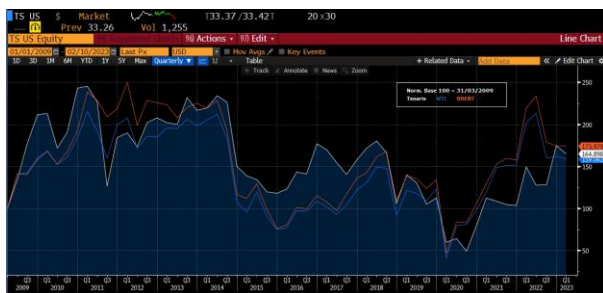 TS US $ Market T33.37 / 33.42T 20 x 30
Prev 33.26 Vol 1,255
TS US Equity Actions Edit Line Chart
01/01/2009 - 02/10/2023 Last Px USD Mov Avgs Key Events
1D 3D 1M 6M YTD 1Y 5Y Max Quarterly ▼ Table + Related Data Add Data « Edit Chart
+ Track Annotate News Zoom
Norm. Base 100 = 31/03/2009
Tenaris WTI BRENT
250
200
164.898
150
100
50
Q3 Q1 Q3 Q1 Q3 Q1 Q3 Q1 Q3 Q1 Q3 Q1 Q3 Q1 Q3 Q1 Q3 Q1 Q3 Q1 Q3 Q1 Q3 Q1 Q3 Q1 Q3 Q1
2009 2010 2011 2012 2013 2014 2015 2016 2017 2018 2019 2020 2021 2022 2023